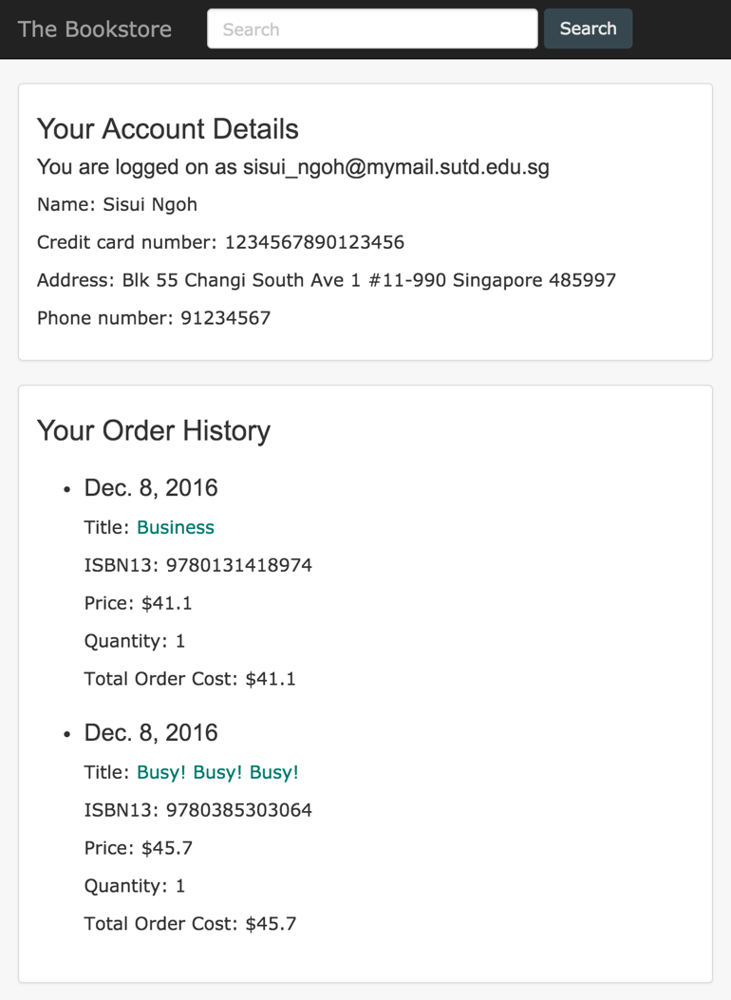 The Bookstore Search Search
Your Account Details
You are logged on as sisui_ngoh@mymail.sutd.edu.sg
Name: Sisui Ngoh
Credit card number: 1234567890123456
Address: Blk 55 Changi South Ave 1 #11-990 Singapore 485997
Phone number: 91234567
Your Order History
• Dec. 8, 2016
Title: Business
ISBN13: 9780131418974
Price: $41.1
Quantity: 1
Total Order Cost: $41.1
• Dec. 8, 2016
Title: Busy! Busy! Busy!
ISBN13: 9780385303064
Price: $45.7
Quantity: 1
Total Order Cost: $45.7